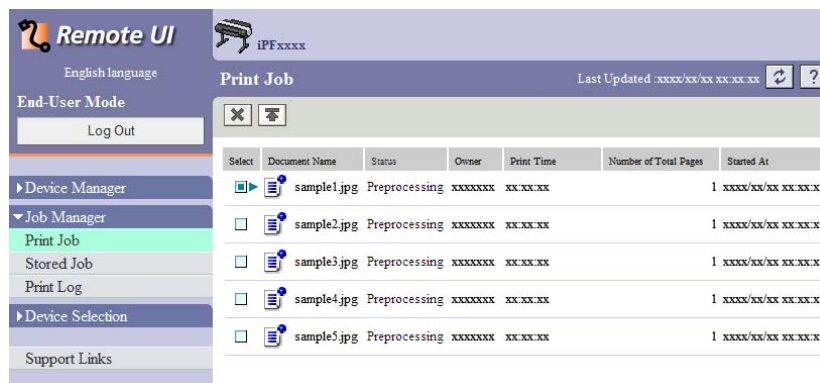 Remote UI
iPFxxxx
English language
Print Job
Last Updated :xxxx/xx/xx xx:xx:xx
?
End-User Mode
Log Out
Select Document Name Status Owner Print Time Number of Total Pages Started At
Device Manager
sample1.jpg Preprocessing xxxxxxx xx:xx:xx 1 xxxx/xx/xx xx:xx:x
Job Manager
sample2.jpg Preprocessing xxxxxxx xx:xx:xx 1 xxxx/xx/xx xx:xx:x
Print Job
Stored Job
sample3.jpg Preprocessing xxxxxxx xx:xx:xx 1 xxxx/xx/xx xx:xx:x
Print Log
sample4.jpg Preprocessing xxxxxxx xx:xx:xx 1 xxxx/xx/xx xx:xx:x
Device Selection
sample5.jpg Preprocessing xxxxxxx xx:xx:xx 1 xxxx/xx/xx xx:xx:x
Support Links